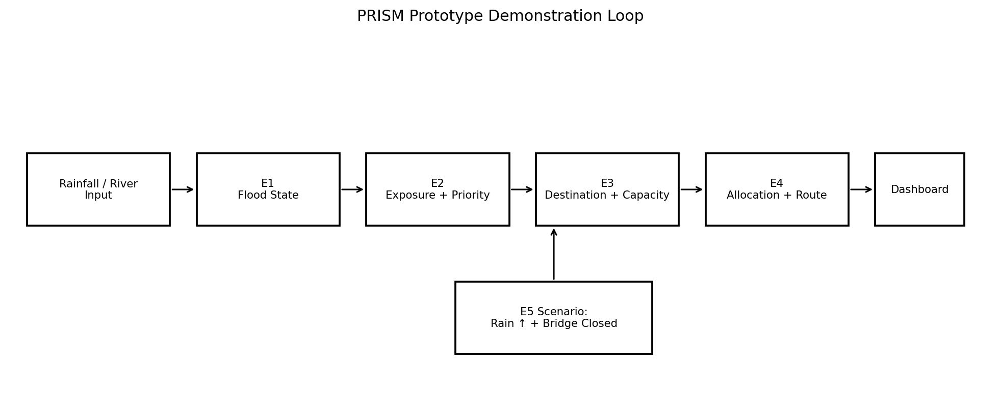 PRISM Prototype Demonstration Loop
Rainfall / River
Input
E1
Flood State
E2
Exposure + Priority
E3
Destination + Capacity
E4
Allocation + Route
Dashboard
E5 Scenario:
Rain ↑ + Bridge Closed